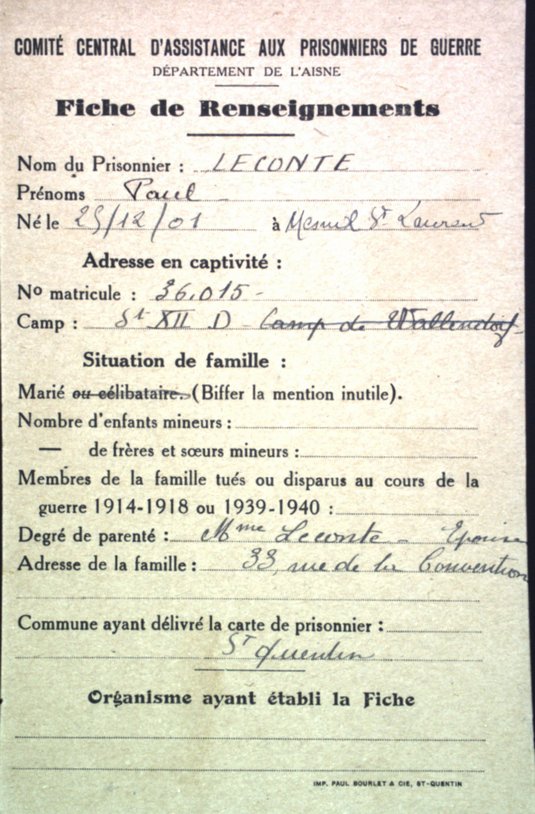 COMITÉ CENTRAL D'ASSISTANCE AUX PRISONNIERS DE GUERRE
DÉPARTEMENT DE L'AISNE
Fiche de Renseignements
Nom du Prisonnier : LECONTE
Prénoms Paul
Né le 25/12/01 à Mesnil St Laurent
Adresse en captivité :
No matricule : 36.015 -
Camp : St XII D - Camp de Wallendorf
Situation de famille :
Marié ou célibataire. (Biffer la mention inutile).
Nombre d'enfants mineurs :
— de frères et sœurs mineurs :
Membres de la famille tués ou disparus au cours de la
guerre 1914-1918 ou 1939-1940 :
Degré de parenté : Mme Leconte - Epouse
Adresse de la famille : 33, rue de la Convention
Commune ayant délivré la carte de prisonnier :
St Quentin
Organisme ayant établi la Fiche
IMP. PAUL BOURLET & CIE, ST-QUENTIN